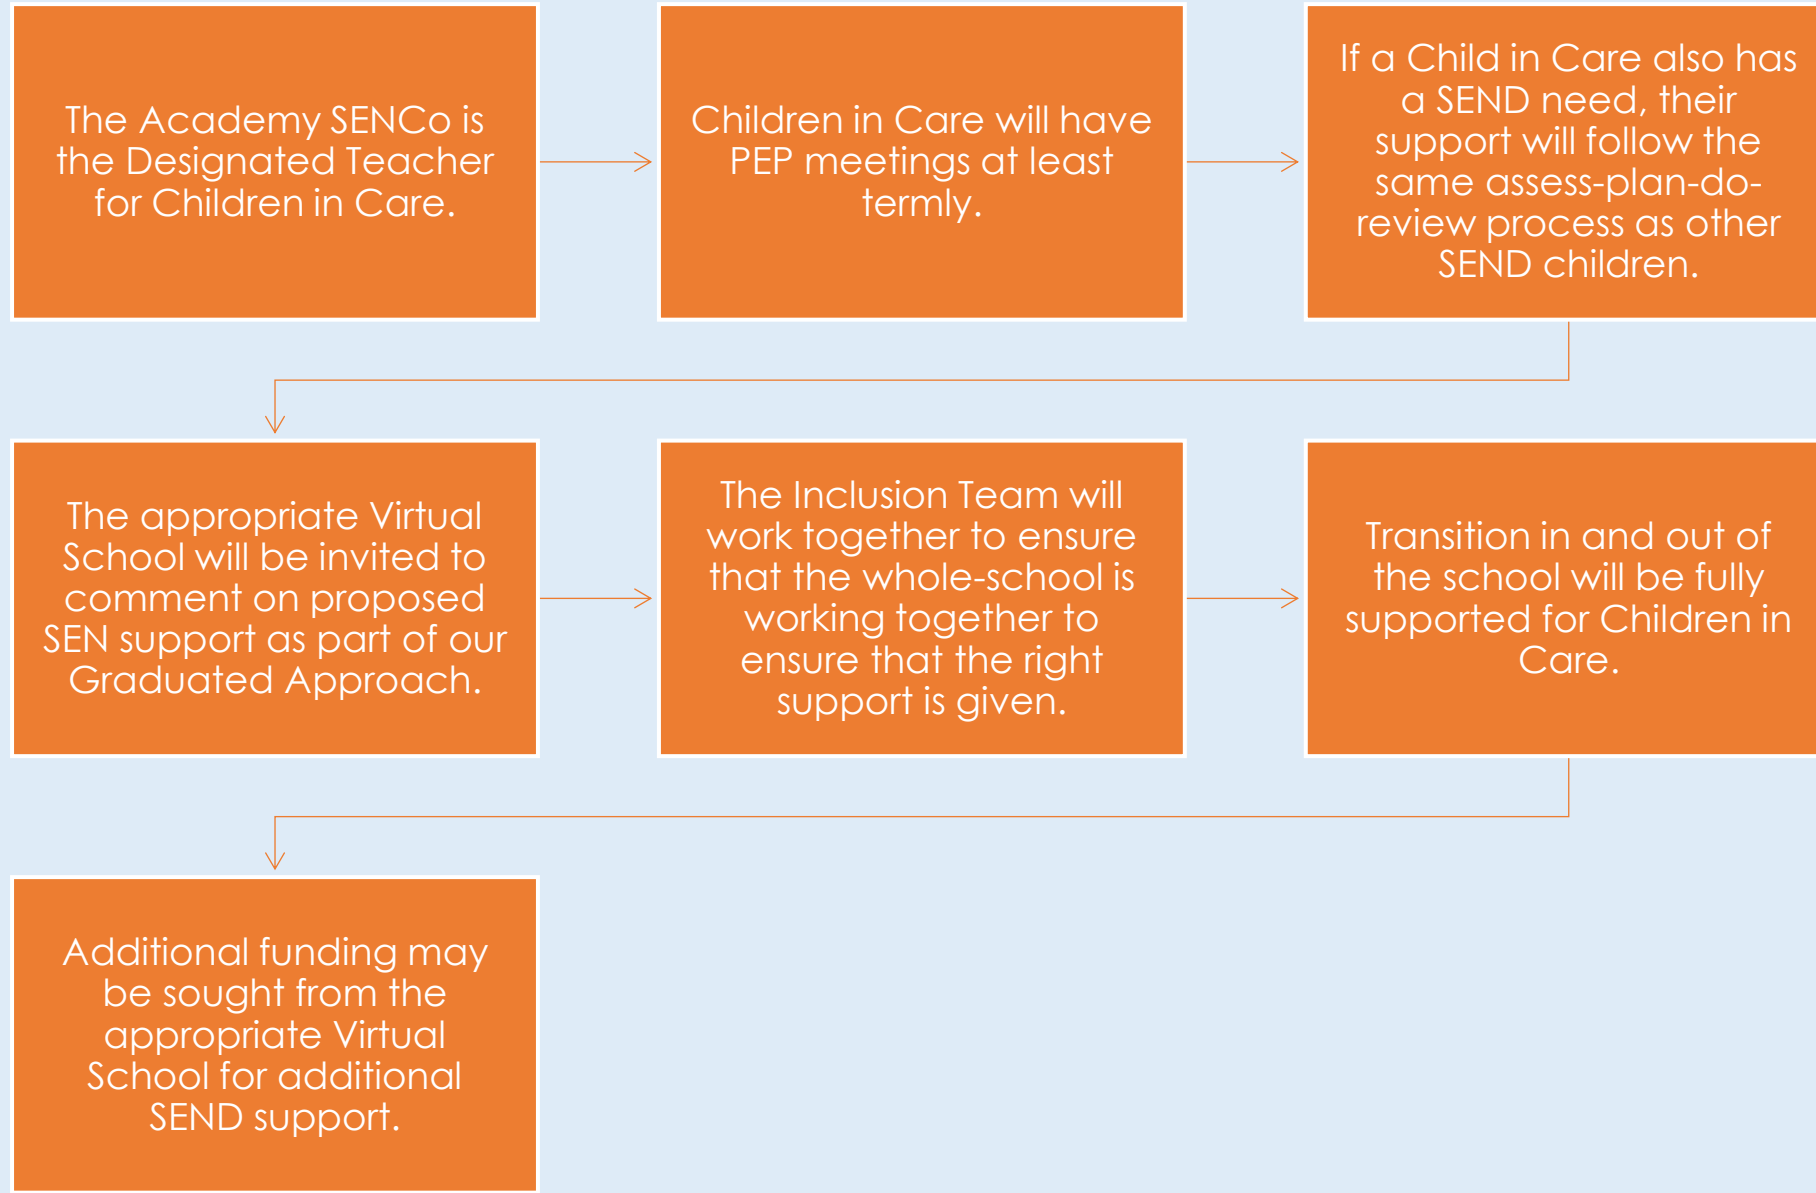 The Academy SENCo is
the Designated Teacher
for Children in Care.
Children in Care will have
PEP meetings at least
termly.
If a Child in Care also has
a SEND need, their
support will follow the
same assess-plan-do-
review process as other
SEND children.
The appropriate Virtual
School will be invited to
comment on proposed
SEN support as part of our
Graduated Approach.
The Inclusion Team will
work together to ensure
that the whole-school is
working together to
ensure that the right
support is given.
Transition in and out of
the school will be fully
supported for Children in
Care.
Additional funding may
be sought from the
appropriate Virtual
School for additional
SEND support.